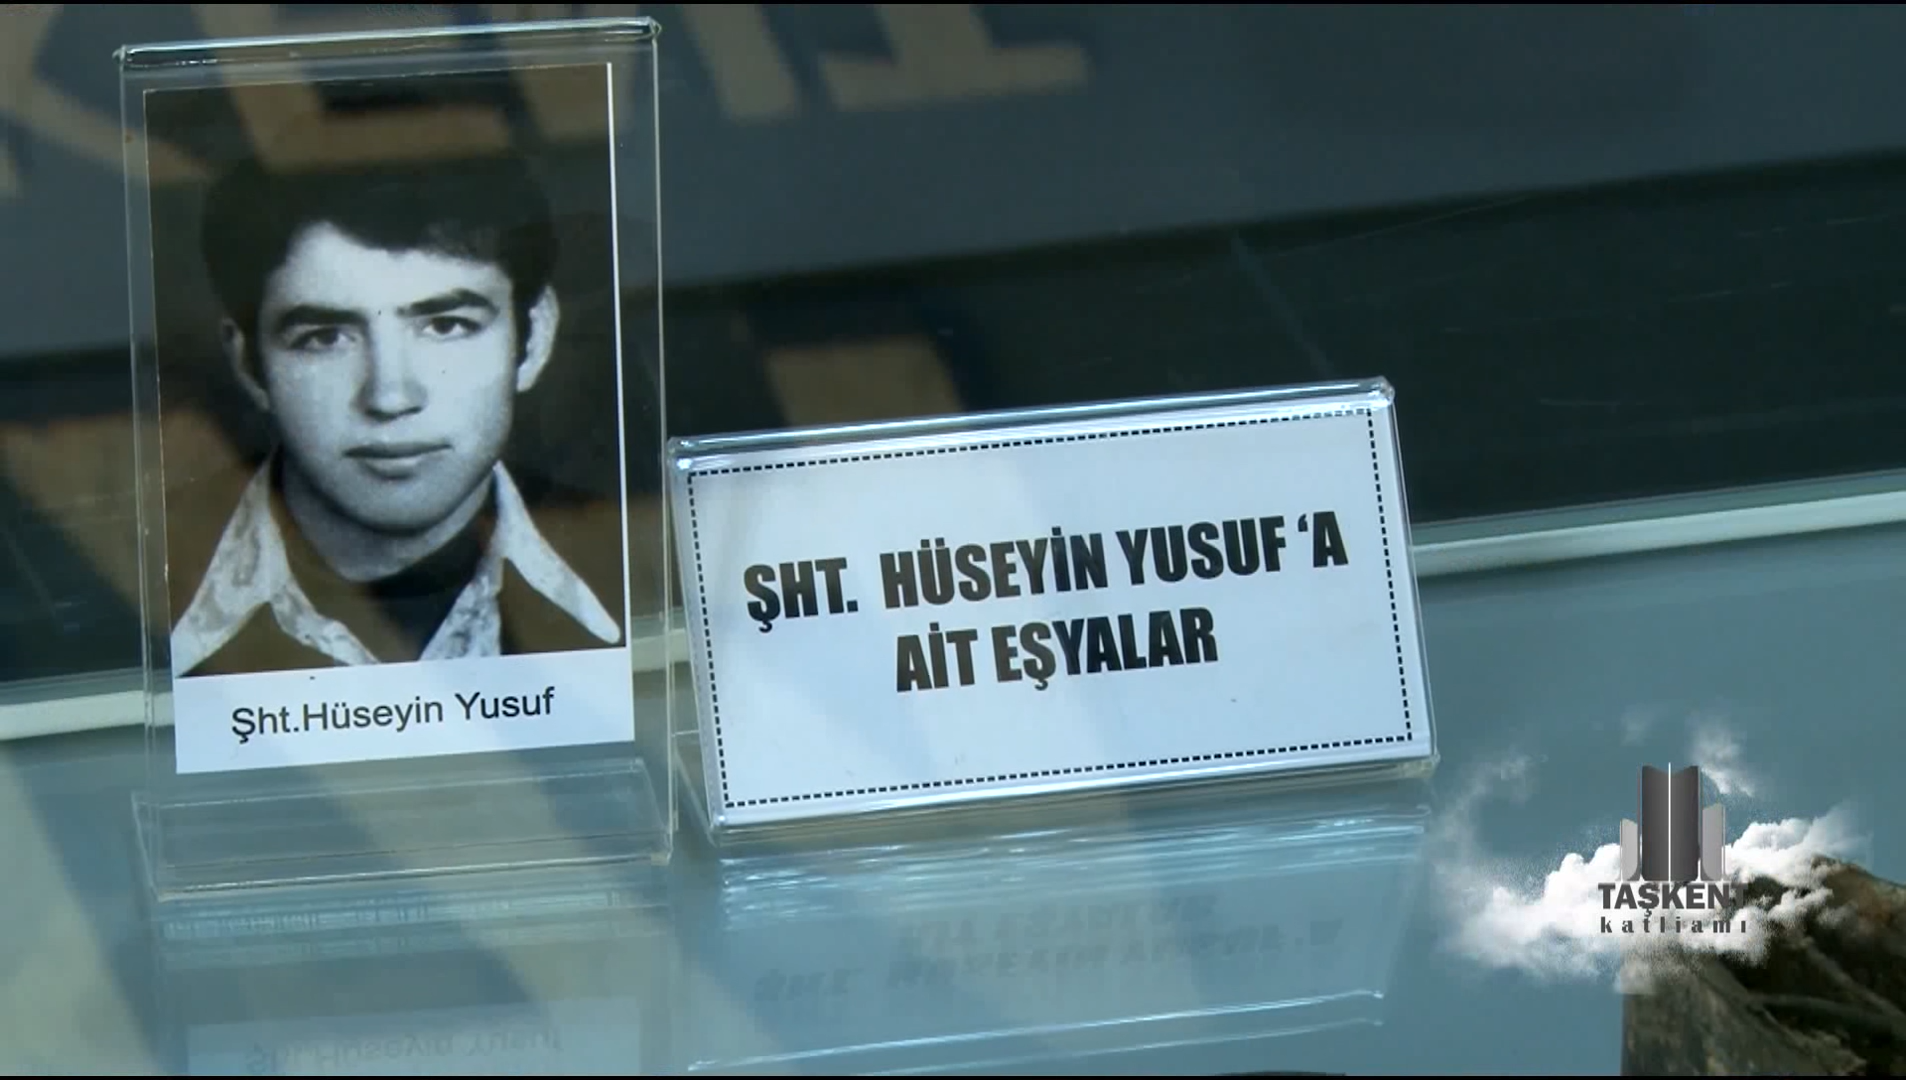 Şht.Hüseyin Yusuf
ŞHT. HÜSEYİN YUSUF ‘A
AİT EŞYALAR
TAŞKENT
katliamı